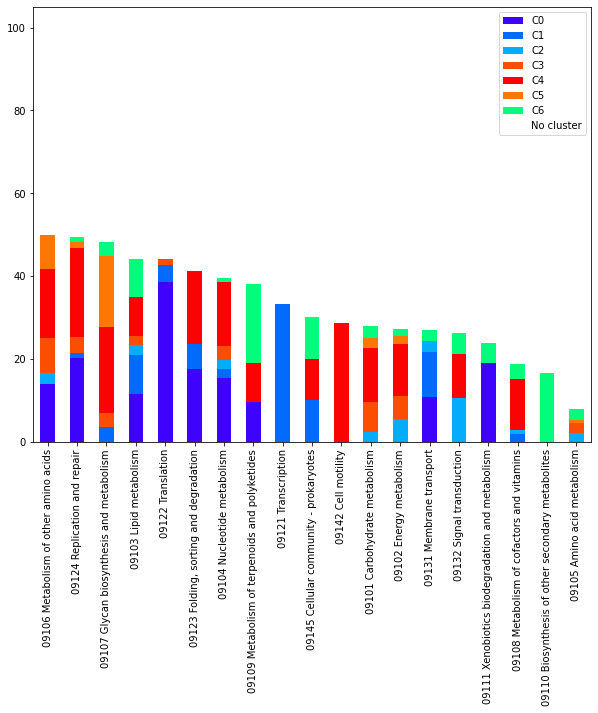 C0
C1
C2
C3
C4
C5
C6
No cluster
100
80
60
40
20
0
09106 Metabolism of other amino acids
09124 Replication and repair
09107 Glycan biosynthesis and metabolism
09103 Lipid metabolism
09122 Translation
09123 Folding, sorting and degradation
09104 Nucleotide metabolism
09109 Metabolism of terpenoids and polyketides
09121 Transcription
09145 Cellular community - prokaryotes
09142 Cell motility
09101 Carbohydrate metabolism
09102 Energy metabolism
09131 Membrane transport
09132 Signal transduction
09111 Xenobiotics biodegradation and metabolism
09108 Metabolism of cofactors and vitamins
09110 Biosynthesis of other secondary metabolites
09105 Amino acid metabolism